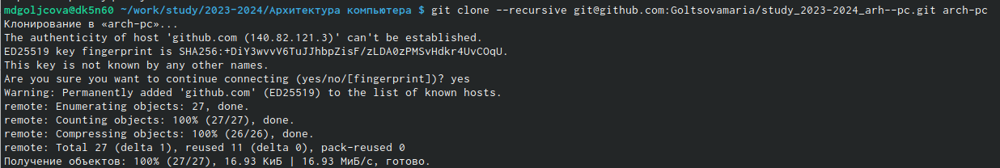 mdgoljcova@dk5n60 ~/work/study/2023-2024/Архитектура компьютера $ git clone --recursive git@github.com:Goltsovamaria/study_2023-2024_arh--pc.git arch-pc
Клонирование в «arch-pc»...
The authenticity of host 'github.com (140.82.121.3)' can't be established.
ED25519 key fingerprint is SHA256:+DiY3wvvV6TuJJhbpZisF/zLDA0zPMSvHdkr4UvCOqU.
This key is not known by any other names.
Are you sure you want to continue connecting (yes/no/[fingerprint])? yes
Warning: Permanently added 'github.com' (ED25519) to the list of known hosts.
remote: Enumerating objects: 27, done.
remote: Counting objects: 100% (27/27), done.
remote: Compressing objects: 100% (26/26), done.
remote: Total 27 (delta 1), reused 11 (delta 0), pack-reused 0
Получение объектов: 100% (27/27), 16.93 КиБ | 16.93 МиБ/с, готово.